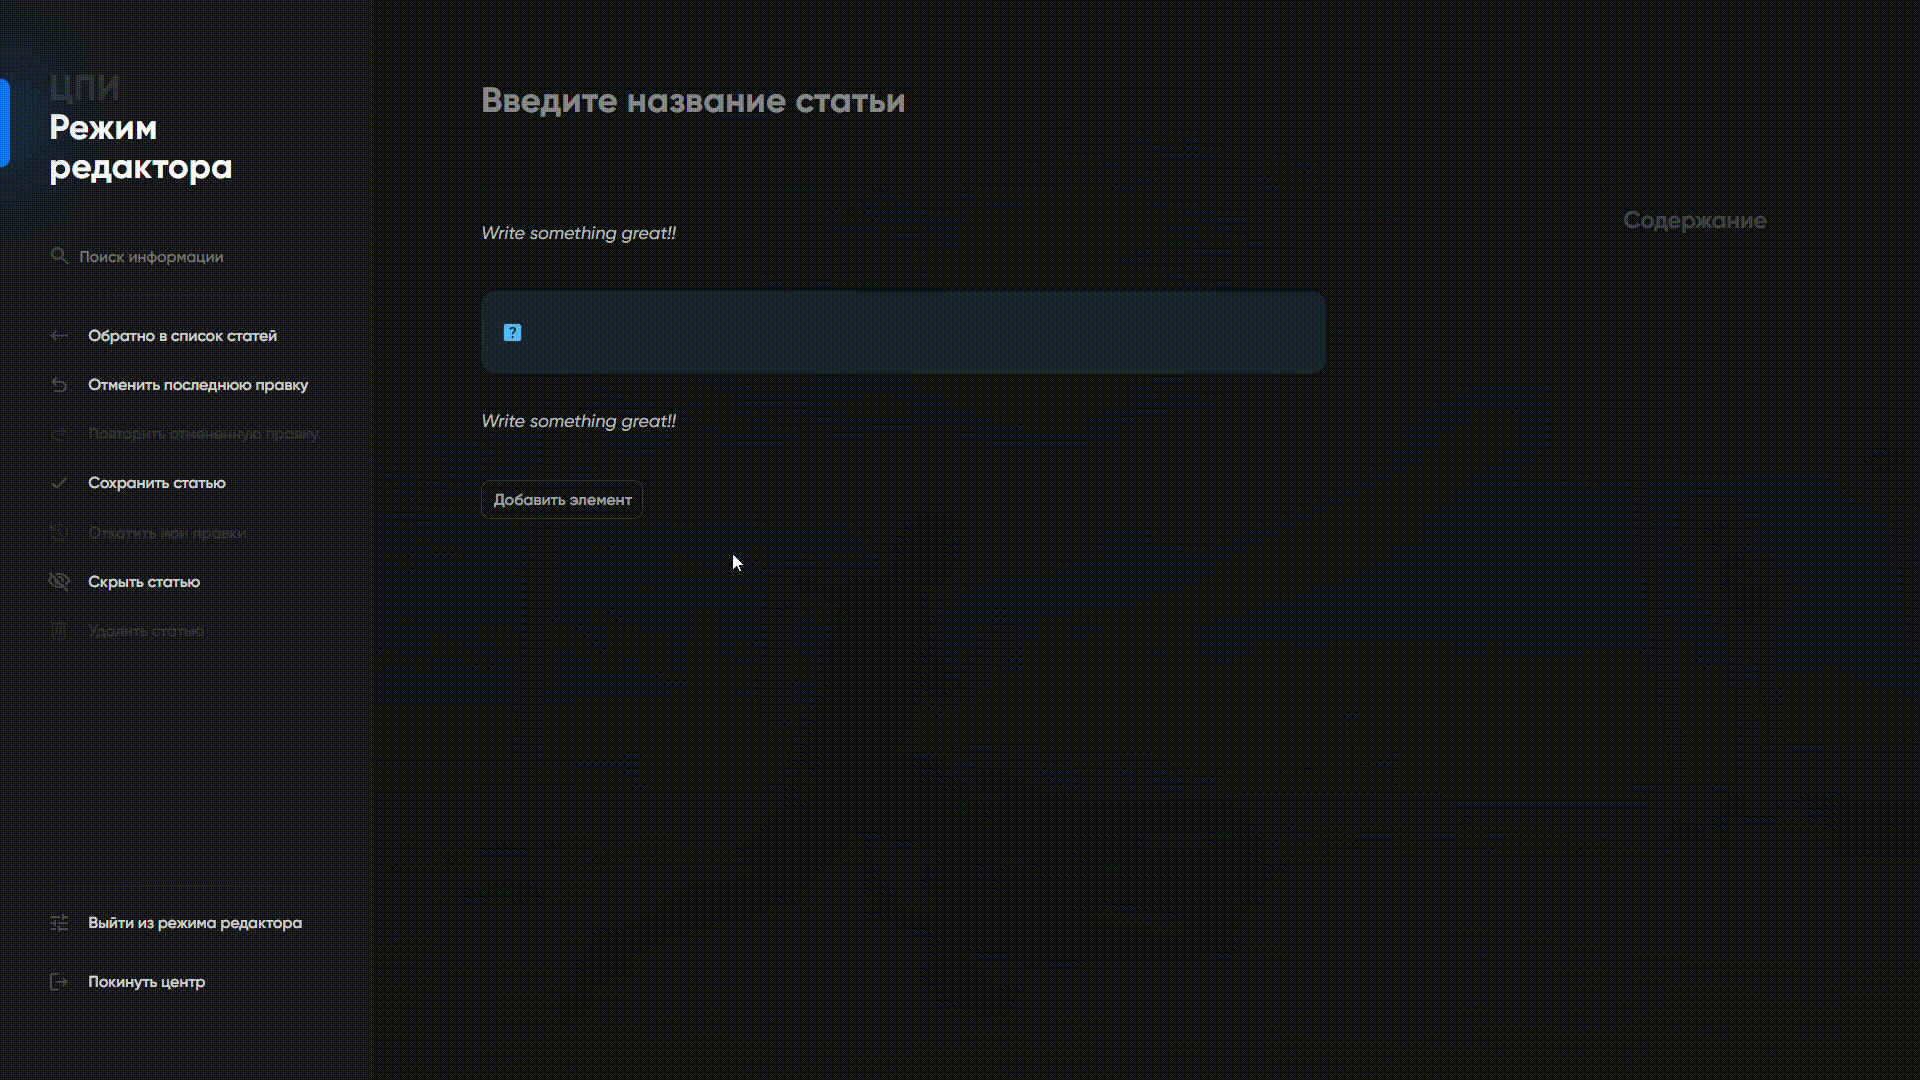 ЦПИ
Режим
редактора
Поиск информации
Обратно в список статей
Отменить последнюю правку
Повторить отмененную правку
Сохранить статью
Откатить мои правки
Скрыть статью
Удалить статью
Выйти из режима редактора
Покинуть центр
Введите название статьи
Write something great!!
?
Write something great!!
Добавить элемент
Содержание